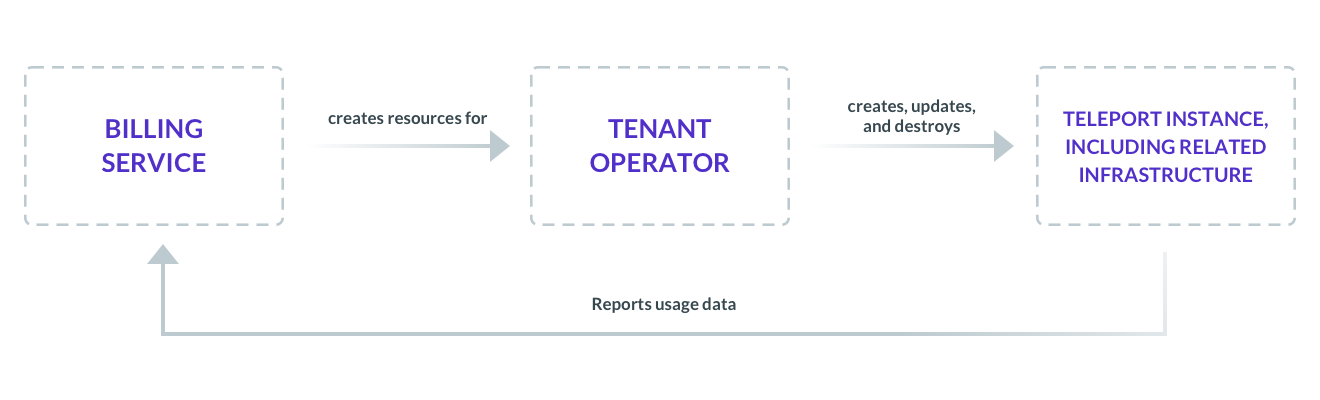 BILLING
SERVICE
creates resources for
TENANT
OPERATOR
creates, updates,
and destroys
TELEPORT INSTANCE,
INCLUDING RELATED
INFRASTRUCTURE
Reports usage data